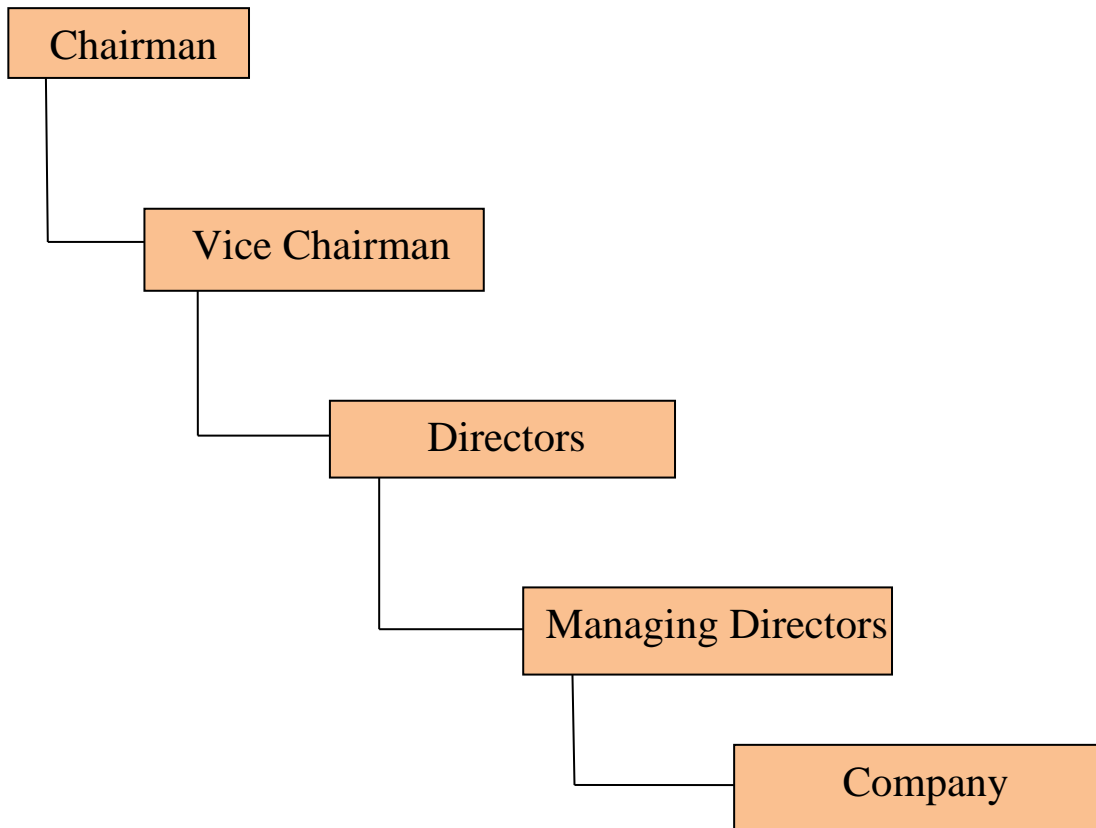 Chairman
Vice Chairman
Directors
Managing Directors
Company